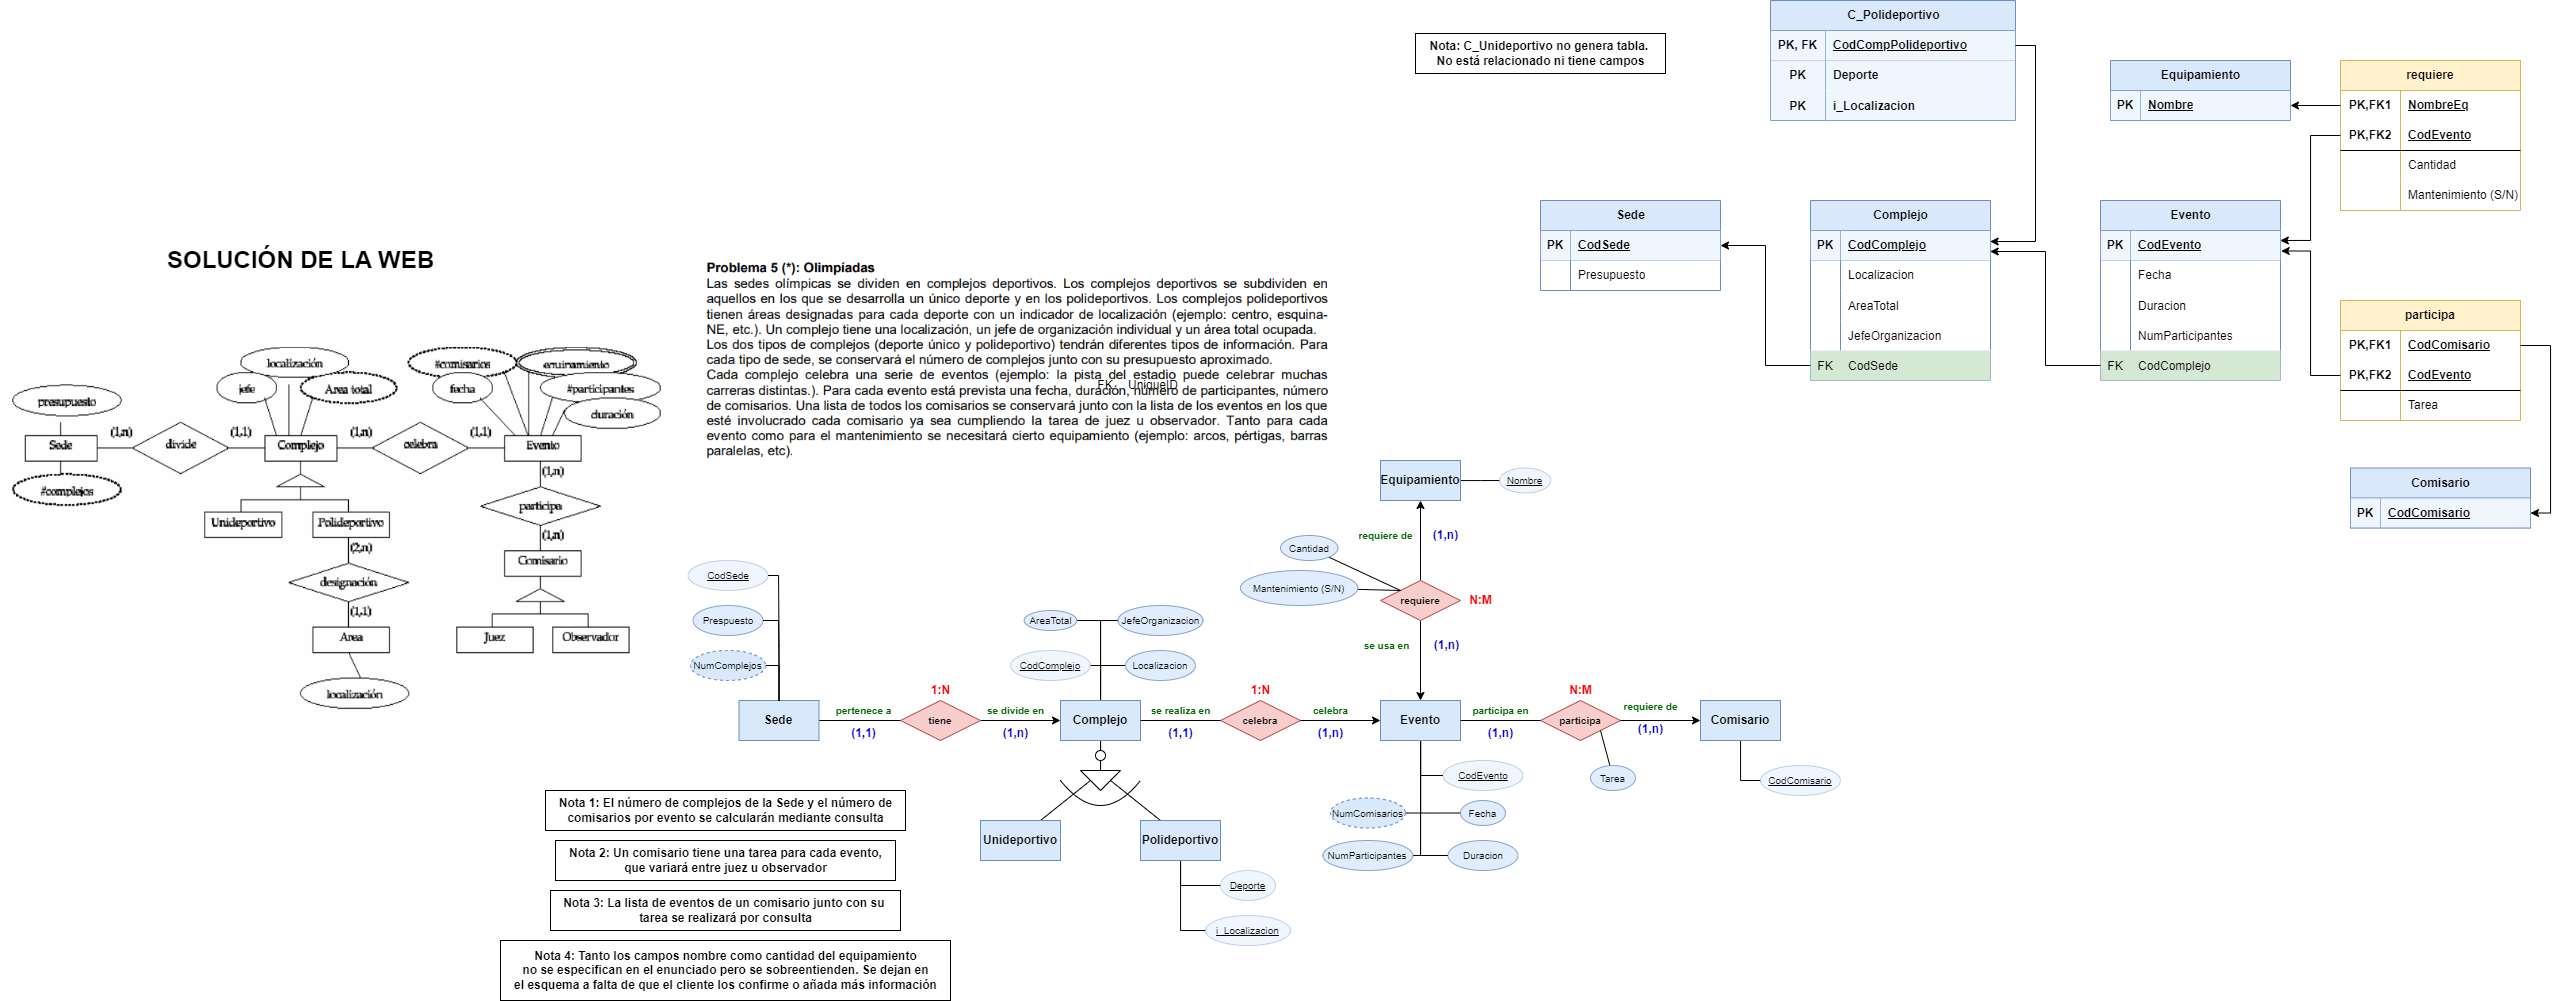 SOLUCIÓN DE LA WEB
localización
jefe
Area total
#comisarios
fecha
equipamiento
#participantes
duración
presupuesto
Sede
(1,n)
divide
(1,1)
Complejo
(1,n)
celebra
(1,1)
Evento
#complejos
(1,n)
Unideportivo
Polideportivo
participa
(2,n)
(1,n)
designación
Comisario
(1,1)
Area
Juez
Observador
localización
Problema 5 (*): Olimpíadas
Las sedes olímpicas se dividen en complejos deportivos. Los complejos deportivos se subdividen en
aquellos en los que se desarrolla un único deporte y en los polideportivos. Los complejos polideportivos
tienen áreas designadas para cada deporte con un indicador de localización (ejemplo: centro, esquina-
NE, etc.). Un complejo tiene una localización, un jefe de organización individual y un área total ocupada.
Los dos tipos de complejos (deporte único y polideportivo) tendrán diferentes tipos de información. Para
cada tipo de sede, se conservará el número de complejos junto con su presupuesto aproximado.
Cada complejo celebra una serie de eventos (ejemplo: la pista del estadio puede celebrar muchas
FK UniqueID
carreras distintas.). Para cada evento está prevista una fecha, duración, número de participantes, número
de comisarios. Una lista de todos los comisarios se conservará junto con la lista de los eventos en los que
esté involucrado cada comisario ya sea cumpliendo la tarea de juez u observador. Tanto para cada
evento como para el mantenimiento se necesitará cierto equipamiento (ejemplo: arcos, pértigas, barras
paralelas, etc).
Nota: C_Unideportivo no genera tabla.
No está relacionado ni tiene campos
C_Polideportivo
PK, FK CodCompPolideportivo
PK Deporte
PK i_Localizacion
Equipamiento
PK Nombre
requiere
PK,FK1 NombreEq
PK,FK2 CodEvento
Cantidad
Mantenimiento (S/N)
Sede
PK CodSede
Presupuesto
Complejo
PK CodComplejo
Localizacion
AreaTotal
JefeOrganizacion
FK CodSede
Evento
PK CodEvento
Fecha
Duracion
NumParticipantes
FK CodComplejo
participa
PK,FK1 CodComisario
PK,FK2 CodEvento
Tarea
Comisario
PK CodComisario
Equipamiento
Nombre
requiere de
(1,n)
Cantidad
Mantenimiento (S/N)
requiere
N:M
se usa en
(1,n)
CodSede
Prespuesto
NumComplejos
AreaTotal
JefeOrganizacion
CodComplejo
Localizacion
Sede
pertenece a
(1,1)
1:N
tiene
se divide en
(1,n)
Complejo
se realiza en
(1,1)
1:N
celebra
celebra
(1,n)
Evento
participa en
(1,n)
N:M
participa
requiere de
(1,n)
Comisario
Tarea
CodComisario
CodEvento
NumComisarios
Fecha
NumParticipantes
Duracion
Unideportivo
Polideportivo
Deporte
i_Localizacion
Nota 1: El número de complejos de la Sede y el número de
comisarios por evento se calcularán mediante consulta
Nota 2: Un comisario tiene una tarea para cada evento,
que variará entre juez u observador
Nota 3: La lista de eventos de un comisario junto con su
tarea se realizará por consulta
Nota 4: Tanto los campos nombre como cantidad del equipamiento
no se especifican en el enunciado pero se sobreentienden. Se dejan en
el esquema a falta de que el cliente los confirme o añada más información